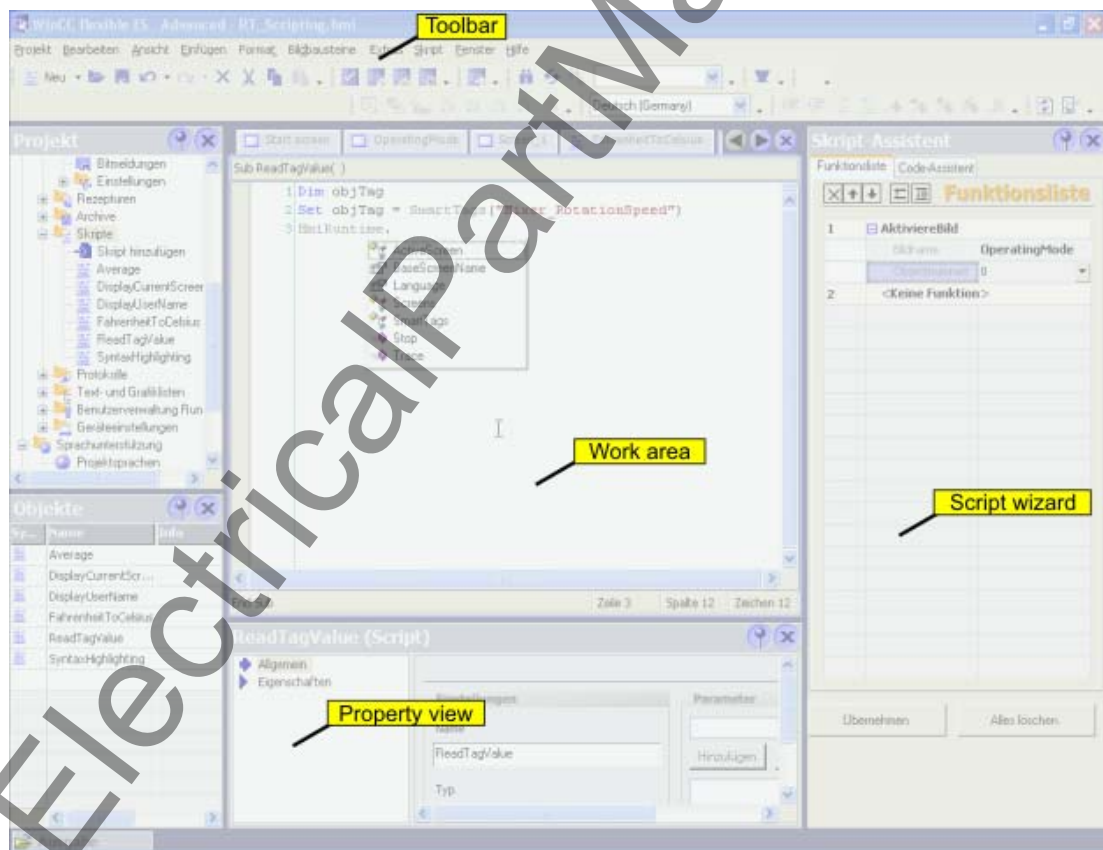 WinCC flexible ES Advanced - RT_Scripting.hmi
Toolbar
Projekt Bearbeiten Ansicht Einfügen Format Bildbausteine Extras Skript Fenster Hilfe
Neu
Deutsch (Germany)
Projekt
Bitmeldungen
Einstellungen
Rezepturen
Archive
Skripte
Skript hinzufügen
Average
DisplayCurrentScreen
DisplayUserName
FahrenheitToCelsius
ReadTagValue
SyntaxHighlighting
Protokolle
Text- und Grafiklisten
Benutzerverwaltung Run
Geräteeinstellungen
Sprachunterstützung
Projektsprachen
Start screen
OperatingMode
FahrenheitToCelsius
Sub ReadTagValue( )
1 Dim objTag
2 Set objTag = SmartTags("Mixer_RotationSpeed")
3 HmiRuntime.
ActiveScreen
BaseScreenName
Language
Screens
SmartTags
Stop
Trace
Work area
End Sub
Zeile 3 Spalte 12 Zeichen 12
Skript-Assistent
Funktionsliste Code-Assistent
Funktionsliste
1 AktiviereBild
Bildname OperatingMode
Objektnummer 0
2 <Keine Funktion>
Script wizard
Übernehmen Alles löschen
Objekte
Sy... Name Info
Average
DisplayCurrentScr...
DisplayUserName
FahrenheitToCelsius
ReadTagValue
SyntaxHighlighting
ReadTagValue (Script)
Allgemein
Eigenschaften
Property view
Einstellungen
Name
ReadTagValue
Typ
Parameter
Hinzufügen
Ausgabe
ElectricalPartMa